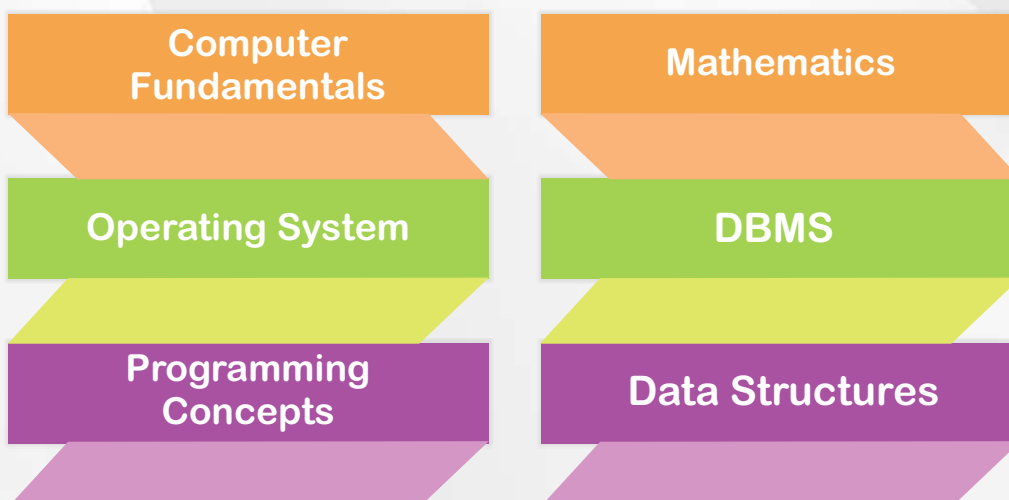 Computer
Fundamentals
Mathematics
Operating System
DBMS
Programming
Concepts
Data Structures